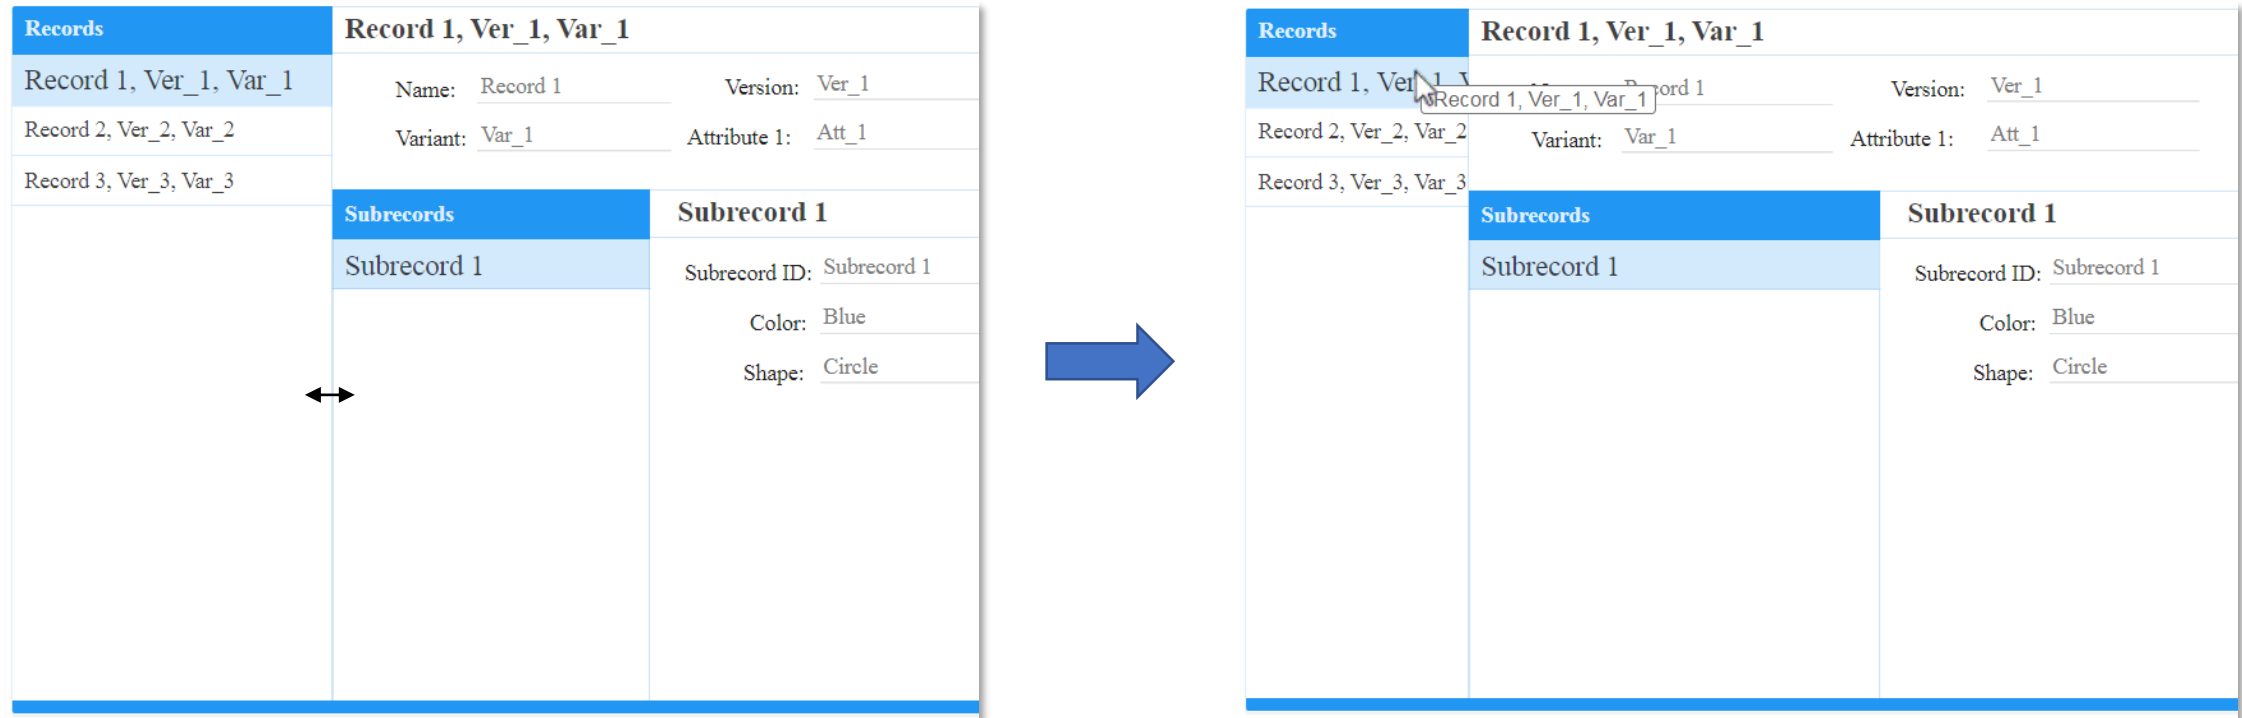 Records
Record 1, Ver_1, Var_1
Record 2, Ver_2, Var_2
Record 3, Ver_3, Var_3
Record 1, Ver_1, Var_1
Name: Record 1 Version: Ver_1
Variant: Var_1 Attribute 1: Att_1
Subrecords
Subrecord 1
Subrecord 1
Subrecord ID: Subrecord 1
Color: Blue
Shape: Circle
Records
Record 1, Ver_1, V
Record 1, Ver_1, Var_1
Record 2, Ver_2, Var_2
Record 3, Ver_3, Var_3
Record 1, Ver_1, Var_1
Record 1 Version: Ver_1
Variant: Var_1 Attribute 1: Att_1
Subrecords
Subrecord 1
Subrecord 1
Subrecord ID: Subrecord 1
Color: Blue
Shape: Circle